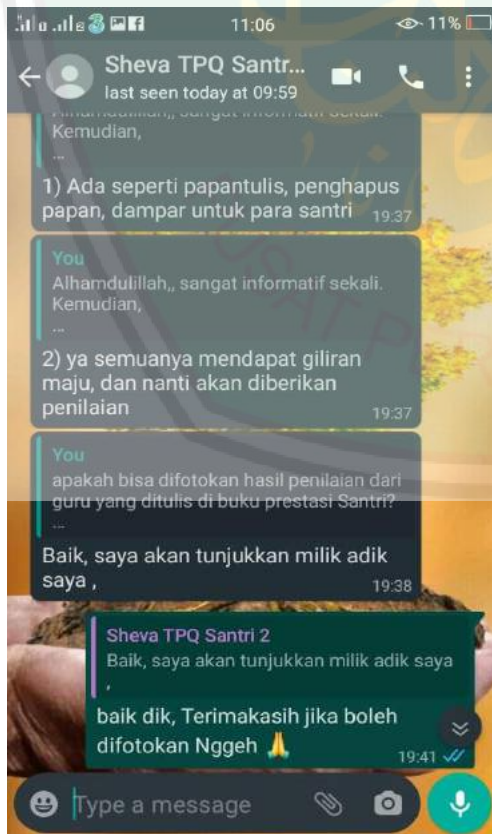 11:06
11%
Sheva TPQ Santr...
last seen today at 09:59
Alhamdulillah,, sangat informatif sekali.
Kemudian,
...
1) Ada seperti papantulis, penghapus
papan, dampar untuk para santri
19:37
You
Alhamdulillah,, sangat informatif sekali.
Kemudian,
...
2) ya semuanya mendapat giliran
maju, dan nanti akan diberikan
penilaian
19:37
You
apakah bisa difotokan hasil penilaian dari
guru yang ditulis di buku prestasi Santri?
...
Baik, saya akan tunjukkan milik adik
saya ,
19:38
Sheva TPQ Santri 2
Baik, saya akan tunjukkan milik adik saya
,
baik dik, Terimakasih jika boleh
difotokan Nggeh 🙏
19:41
Type a message